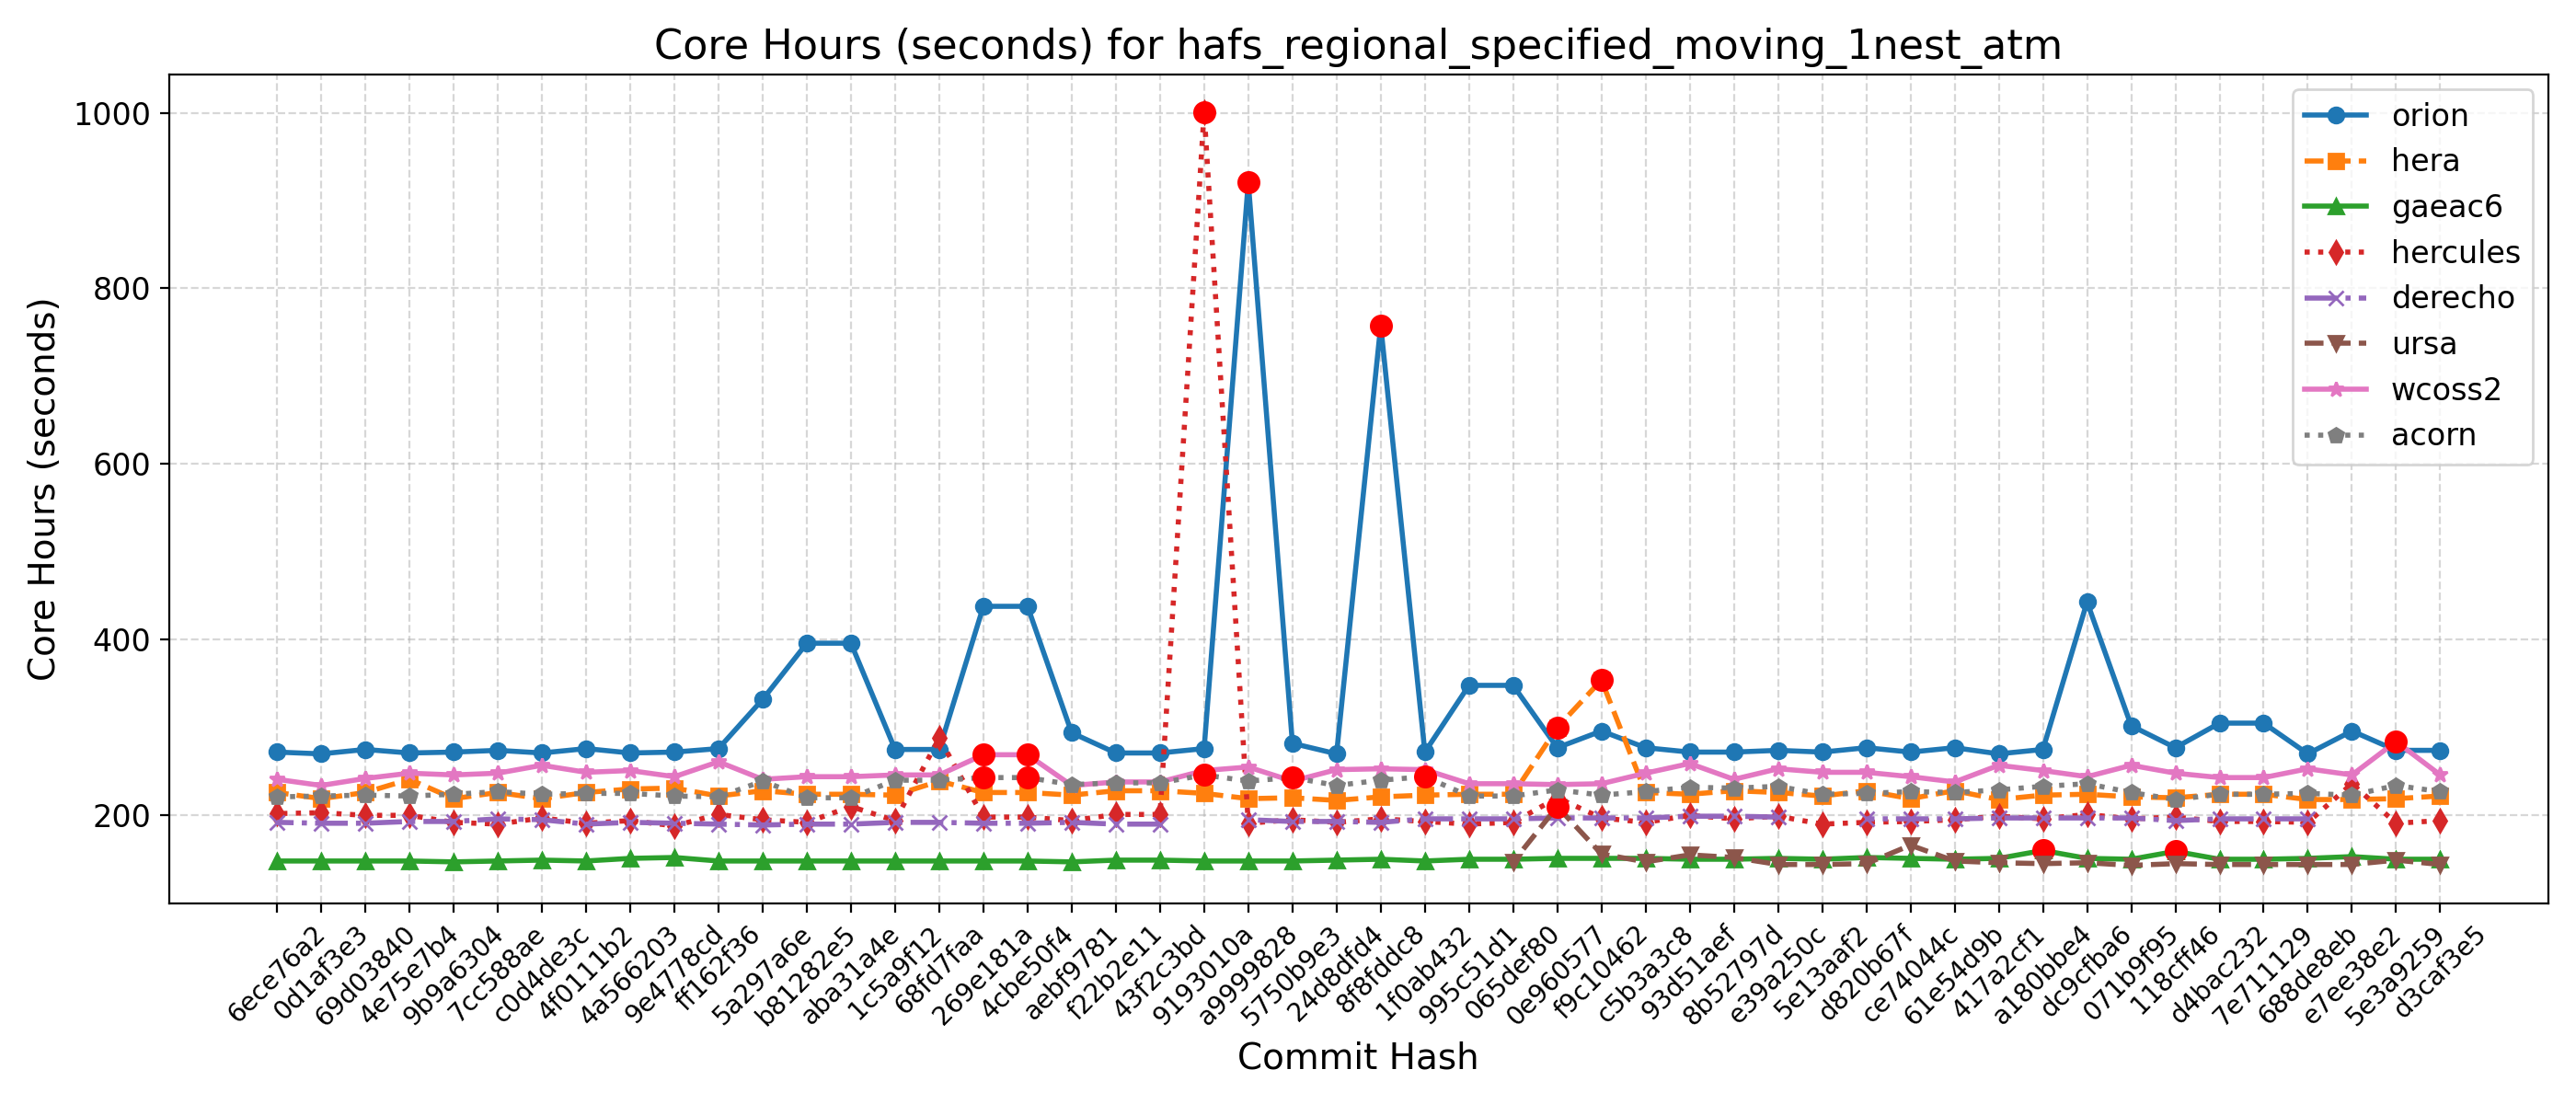 Core Hours (seconds) for hafs_regional_specified_moving_1nest_atm
Core Hours (seconds)
1000
800
600
400
200
orion
hera
gaeac6
hercules
derecho
ursa
wcoss2
acorn
6ece76a2
0d1af3e3
69d03840
4e75e7b4
9b9a6304
7cc588ae
c0d4de3c
4f0111b2
4a566203
9e4778cd
ff162f36
5a297a6e
b81282e5
aba31a4e
1c5a9f12
68fd7faa
269e181a
4cbe50f4
aebf9781
f22b2e11
43f2c3bd
9193010a
a9999828
5750b9e3
24d8dfd4
8f8fddc8
1f0ab432
995c51d1
065def80
0e960577
f9c10462
c5b3a3c8
93d51aef
8b52797d
e39a250c
5e13aaf2
d820b67f
ce74044c
61e54d9b
417a2cf1
a180bbe4
dc9cfba6
071b9f95
118cff46
d4bac232
7e711129
688de8eb
e7ee38e2
5e3a9259
d3caf3e5
Commit Hash